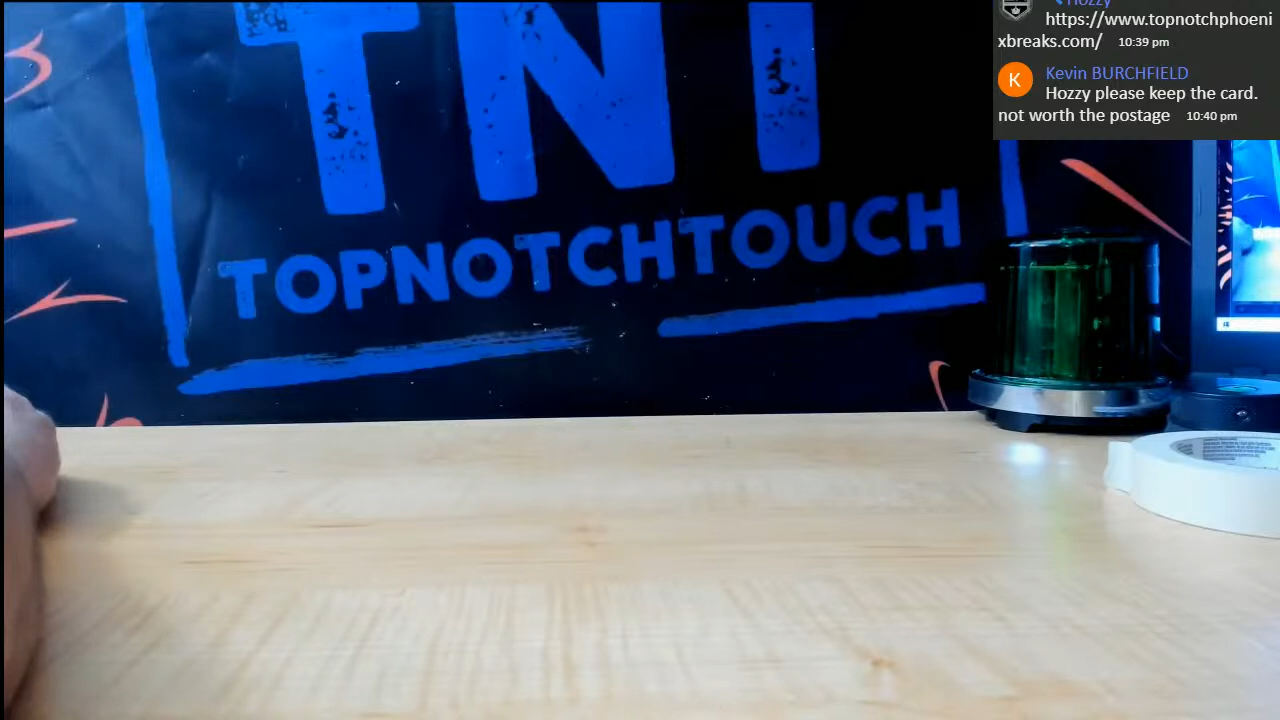 TNT
TOPNOTCHTOUCH
Hozzy
https://www.topnotchphoeni
xbreaks.com/ 10:39 pm
K
Kevin BURCHFIELD
Hozzy please keep the card.
not worth the postage 10:40 pm